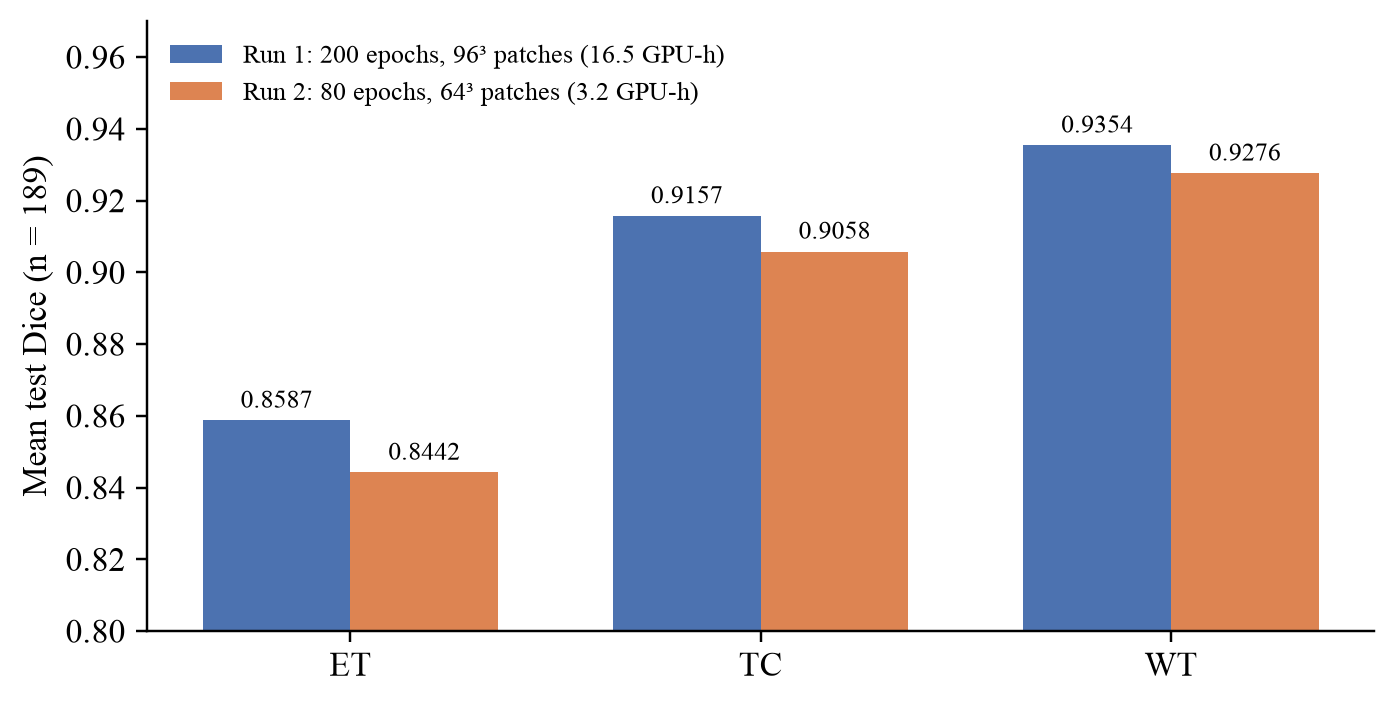 Run 1: 200 epochs, 96³ patches (16.5 GPU-h)
Run 2: 80 epochs, 64³ patches (3.2 GPU-h)
Mean test Dice (n = 189)
0.96
0.94
0.92
0.90
0.88
0.86
0.84
0.82
0.80
0.8587
0.8442
0.9157
0.9058
0.9354
0.9276
ET
TC
WT